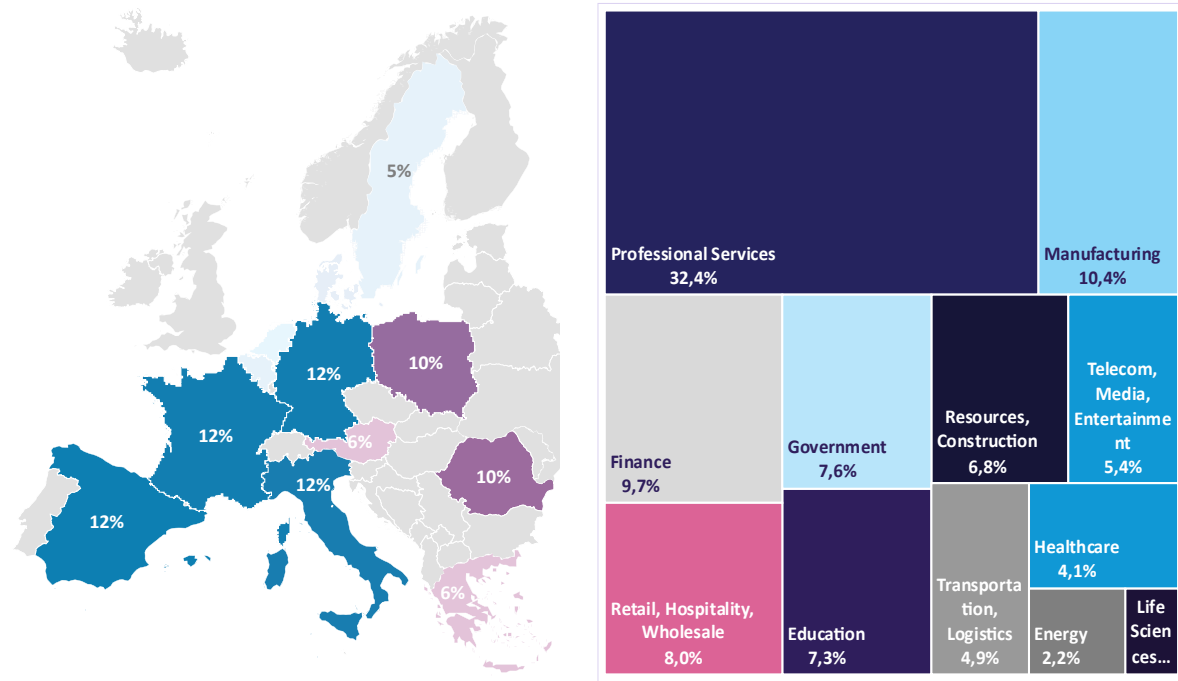 5%
12%
10%
12%
6%
12%
10%
12%
6%
Professional Services
32,4%
Manufacturing
10,4%
Finance
9,7%
Government
7,6%
Resources,
Construction
6,8%
Telecom,
Media,
Entertainme
nt
5,4%
Retail, Hospitality,
Wholesale
8,0%
Education
7,3%
Transporta
tion,
Logistics
4,9%
Healthcare
4,1%
Energy
2,2%
Life
Scien
ces…